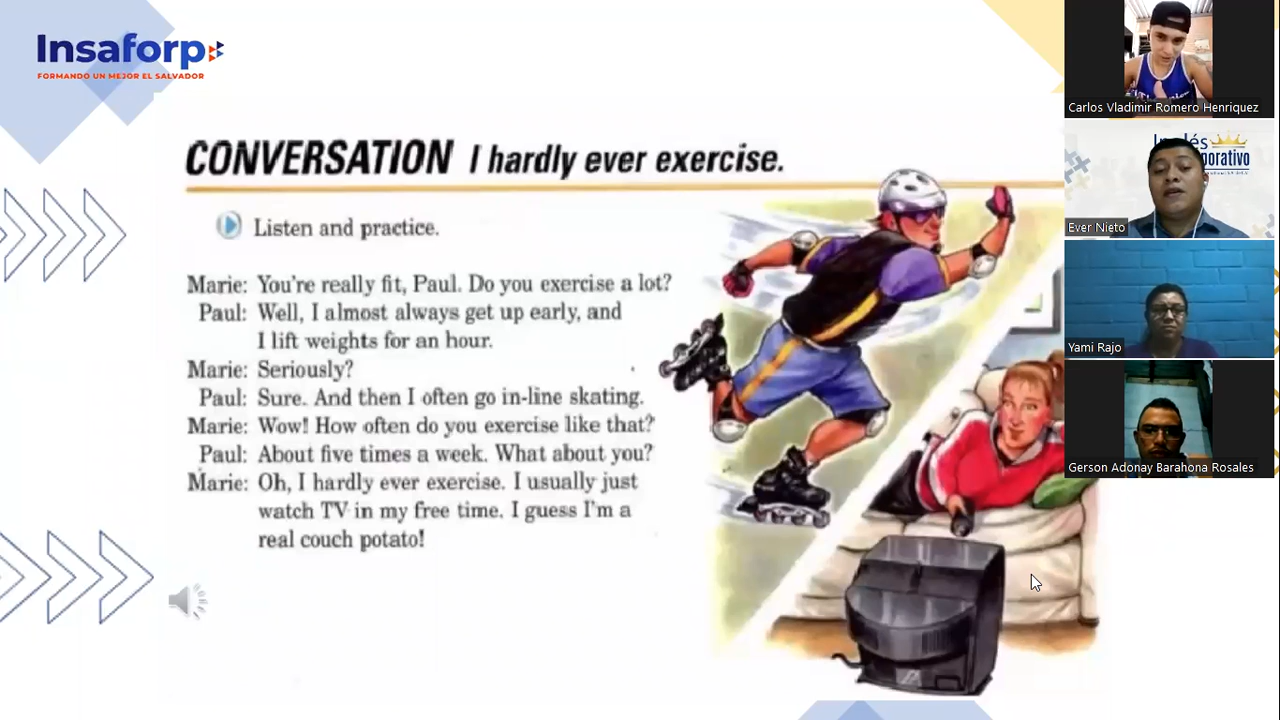 Insaforp
FORMANDO UN MEJOR EL SALVADOR
CONVERSATION I hardly ever exercise.
Listen and practice.
Marie: You're really fit, Paul. Do you exercise a lot?
Paul: Well, I almost always get up early, and
I lift weights for an hour.
Marie: Seriously?
Paul: Sure. And then I often go in-line skating.
Marie: Wow! How often do you exercise like that?
Paul: About five times a week. What about you?
Marie: Oh, I hardly ever exercise. I usually just
watch TV in my free time. I guess I'm a
real couch potato!
Carlos Vladimir Romero Henriquez
Ever Nieto
Yami Rajo
Gerson Adonay Barahona Rosales